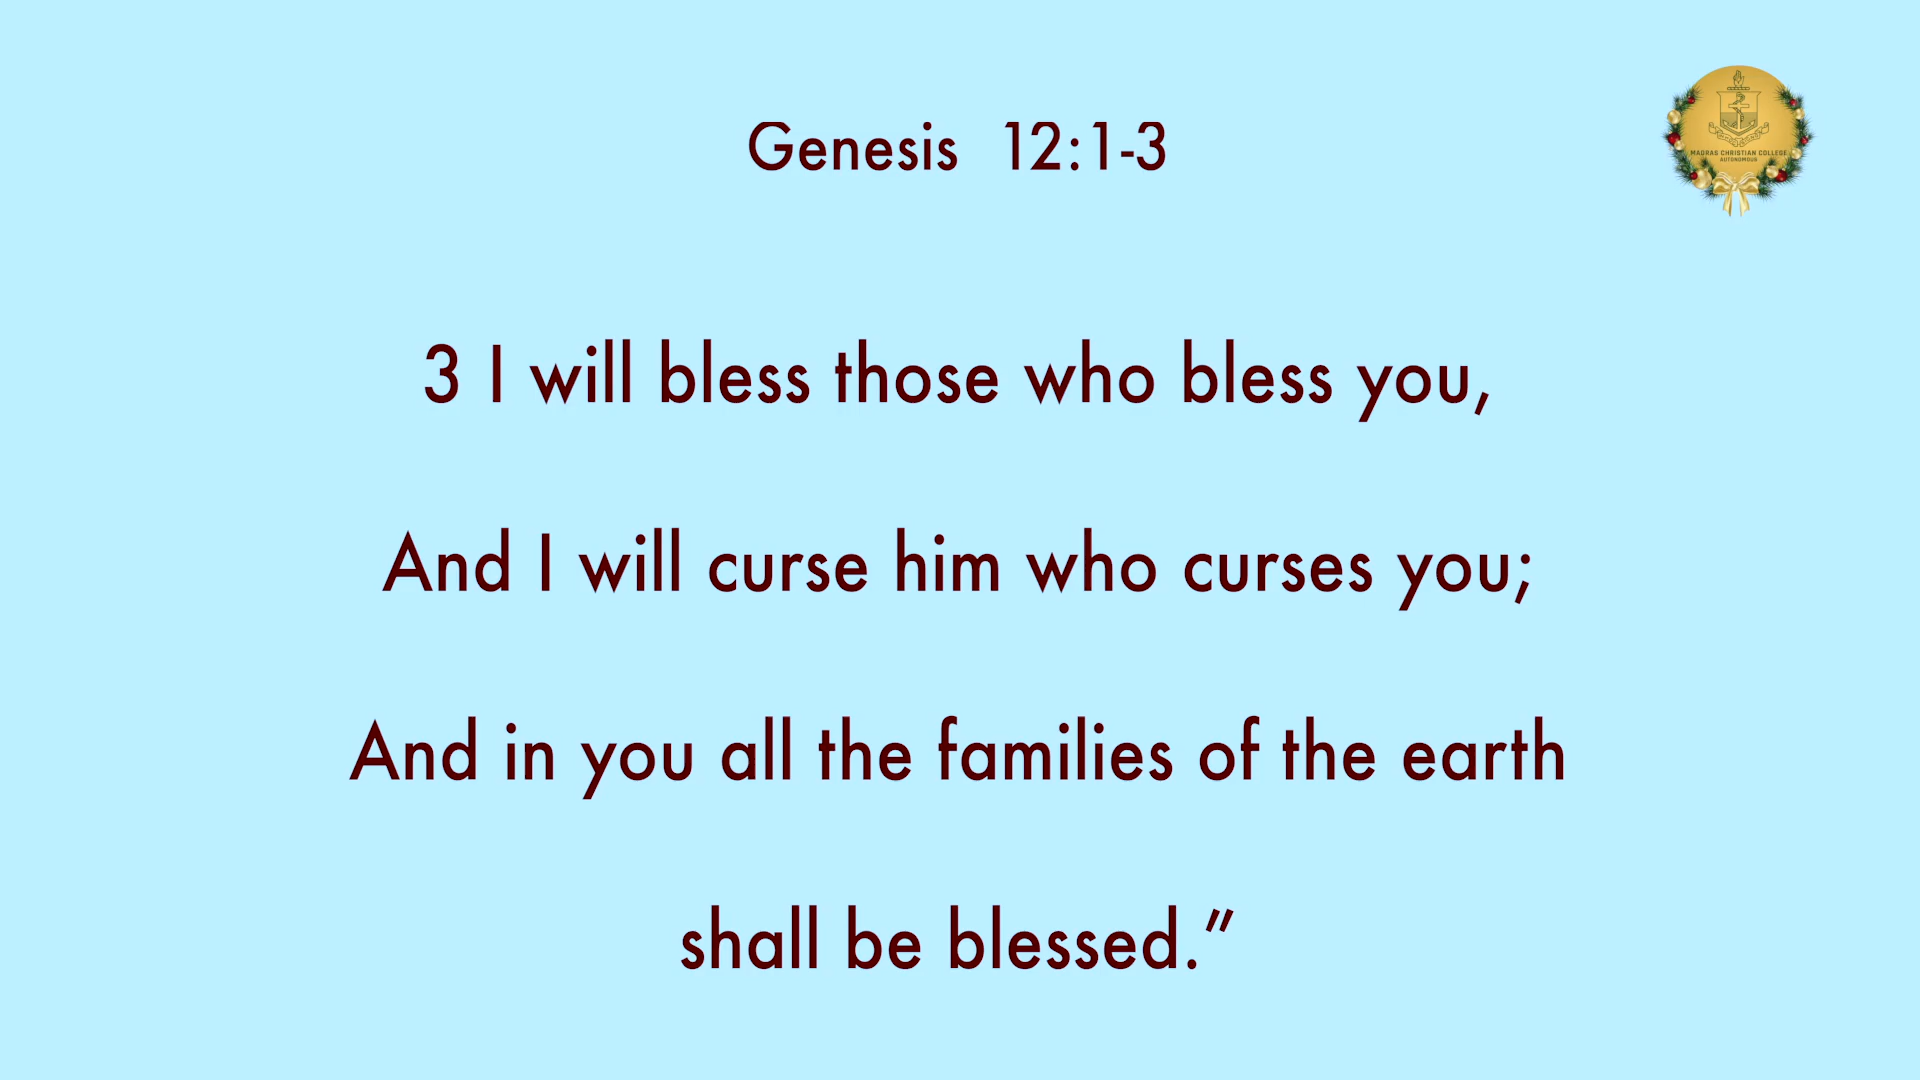 Genesis 12:1-3
MADRAS CHRISTIAN COLLEGE
AUTONOMOUS
3 I will bless those who bless you,
And I will curse him who curses you;
And in you all the families of the earth
shall be blessed.”